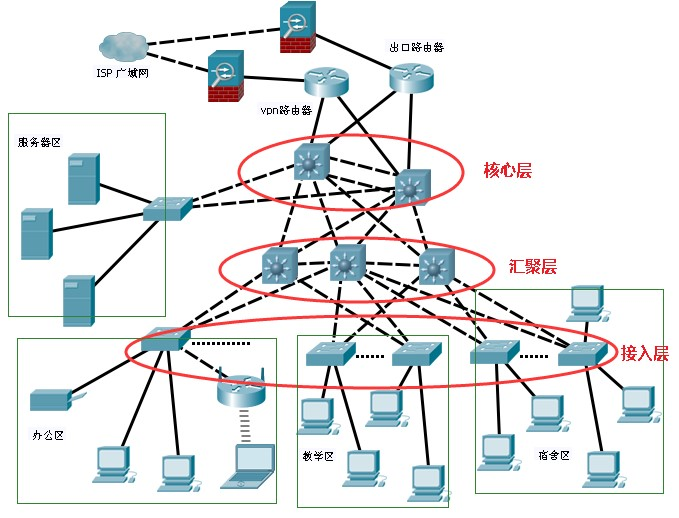 出口路由器
ISP 广域网
vpn路由器
服务器区
核心层
汇聚层
接入层
办公区
教学区
宿舍区